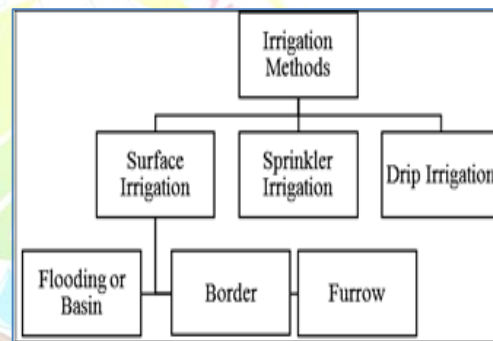 Irrigation
Methods
Surface
Irrigation
Sprinkler
Irrigation
Drip Irrigation
Flooding or
Basin
Border
Furrow